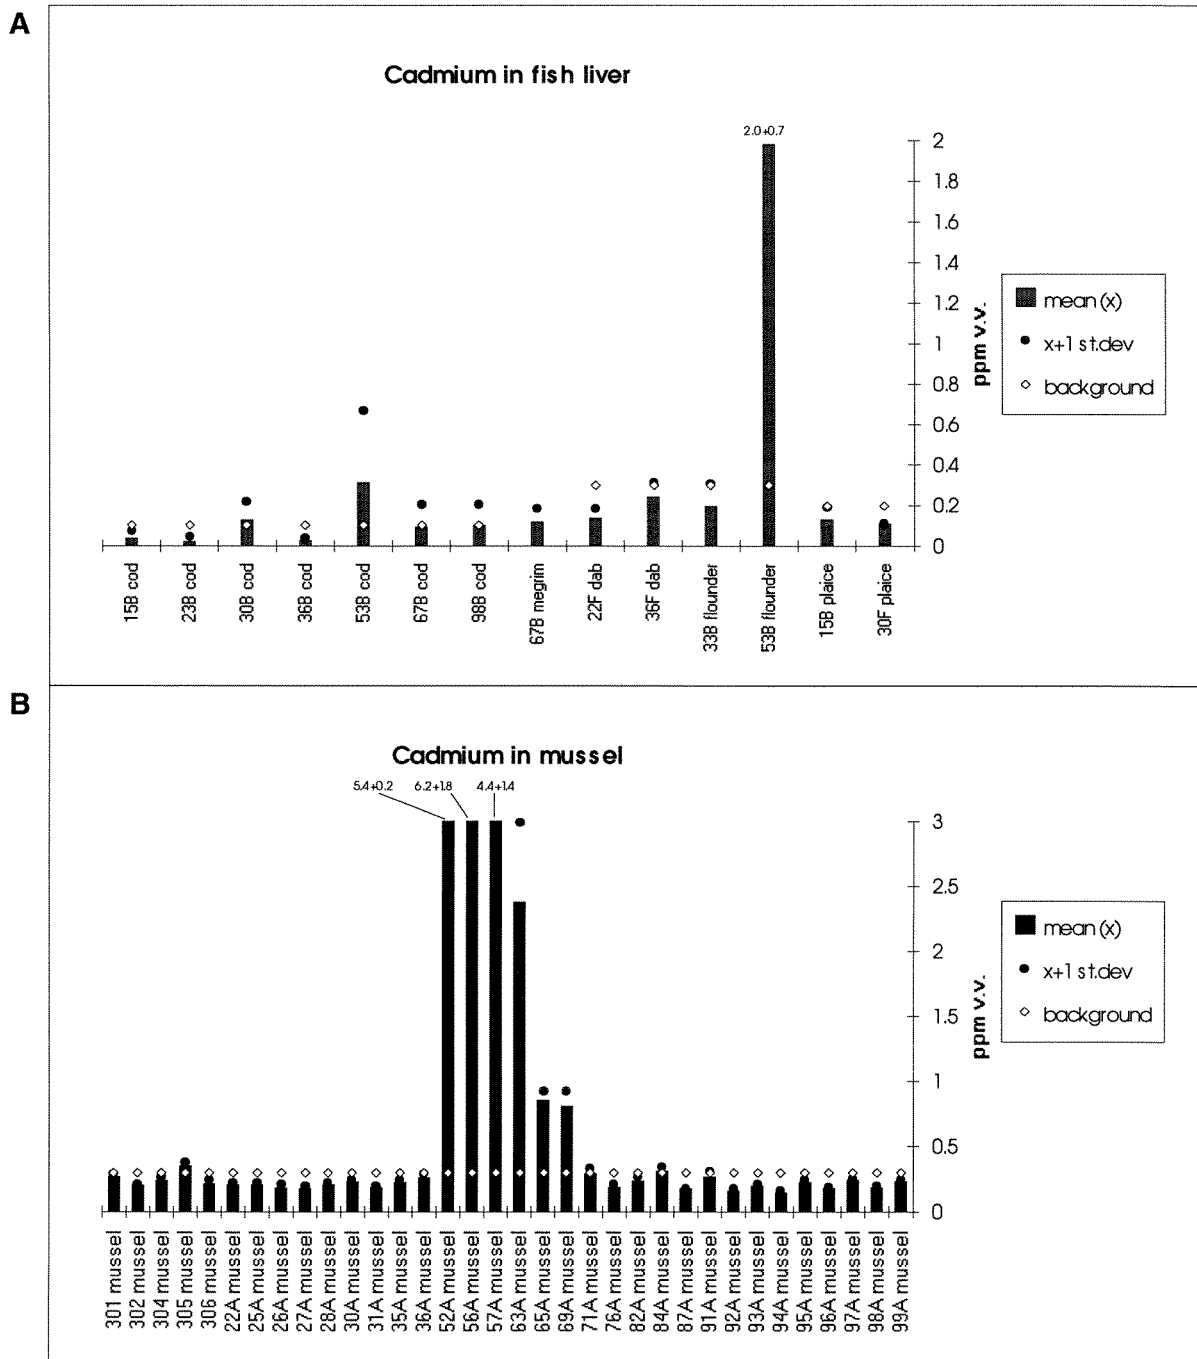 A
Cadmium in fish liver
2.0+0.7
2
1.8
1.6
1.4
1.2
1
0.8
0.6
0.4
0.2
0
ppm v.v.
mean (x)
x+1 st.dev
background
15B cod
23B cod
30B cod
36B cod
53B cod
67B cod
98B cod
67B megrim
22F dab
36F dab
33B flounder
53B flounder
15B plaice
30F plaice
B
Cadmium in mussel
5.4+0.2
6.2+1.8
4.4+1.4
3
2.5
2
1.5
1
0.5
0
ppm v.v.
mean (x)
x+1 st.dev
background
301 mussel
302 mussel
304 mussel
305 mussel
306 mussel
22A mussel
25A mussel
26A mussel
27A mussel
28A mussel
30A mussel
31A mussel
35A mussel
36A mussel
52A mussel
56A mussel
57A mussel
63A mussel
65A mussel
69A mussel
71A mussel
76A mussel
82A mussel
84A mussel
87A mussel
91A mussel
92A mussel
93A mussel
94A mussel
95A mussel
96A mussel
97A mussel
98A mussel
99A mussel